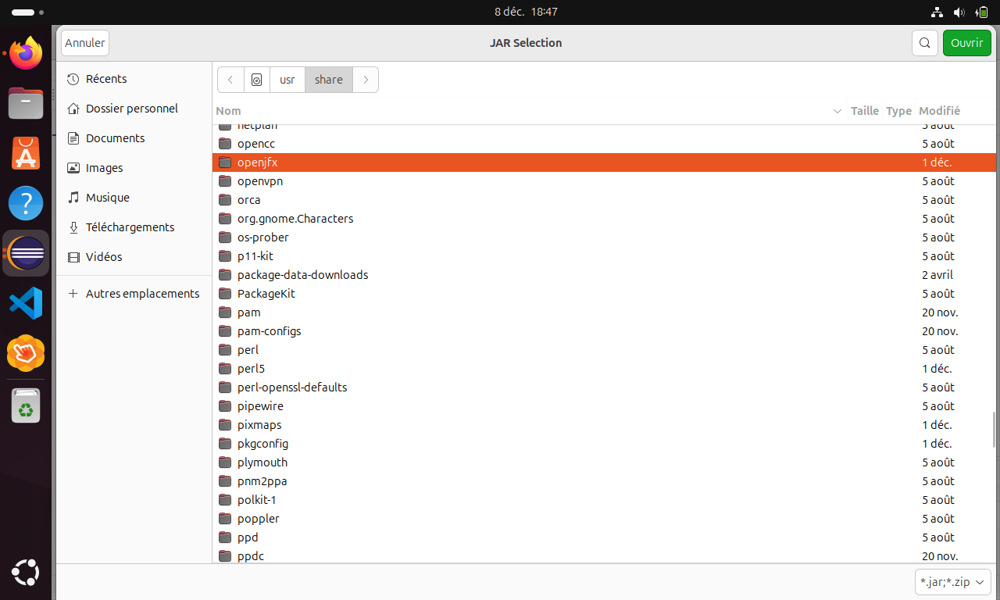 8 déc. 18:47
Annuler
JAR Selection
Ouvrir
Récents
Dossier personnel
Documents
Images
Musique
Téléchargements
Vidéos
Autres emplacements
usr
share
Nom Taille Type Modifié
netplan 5 août
opencc 5 août
openjfx 1 déc.
openvpn 5 août
orca 5 août
org.gnome.Characters 5 août
os-prober 5 août
p11-kit 5 août
package-data-downloads 2 avril
PackageKit 5 août
pam 20 nov.
pam-configs 20 nov.
perl 5 août
perl5 1 déc.
perl-openssl-defaults 5 août
pipewire 5 août
pixmaps 1 déc.
pkgconfig 1 déc.
plymouth 5 août
pnm2ppa 5 août
polkit-1 5 août
poppler 5 août
ppd 5 août
ppdc 20 nov.
*.jar;*.zip